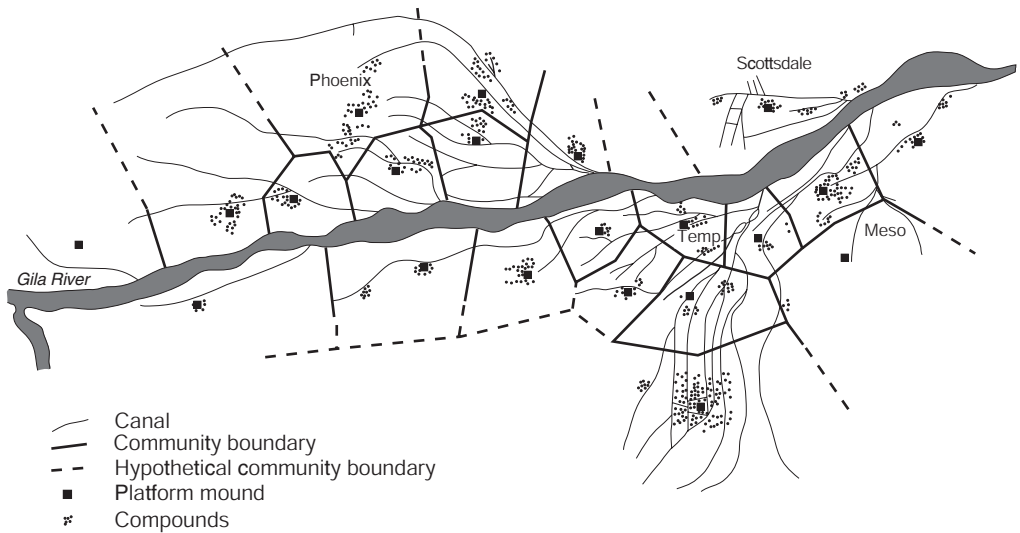 Scottsdale
Phoenix
Temp
Meso
Gila River
Canal
Community boundary
Hypothetical community boundary
Platform mound
Compounds